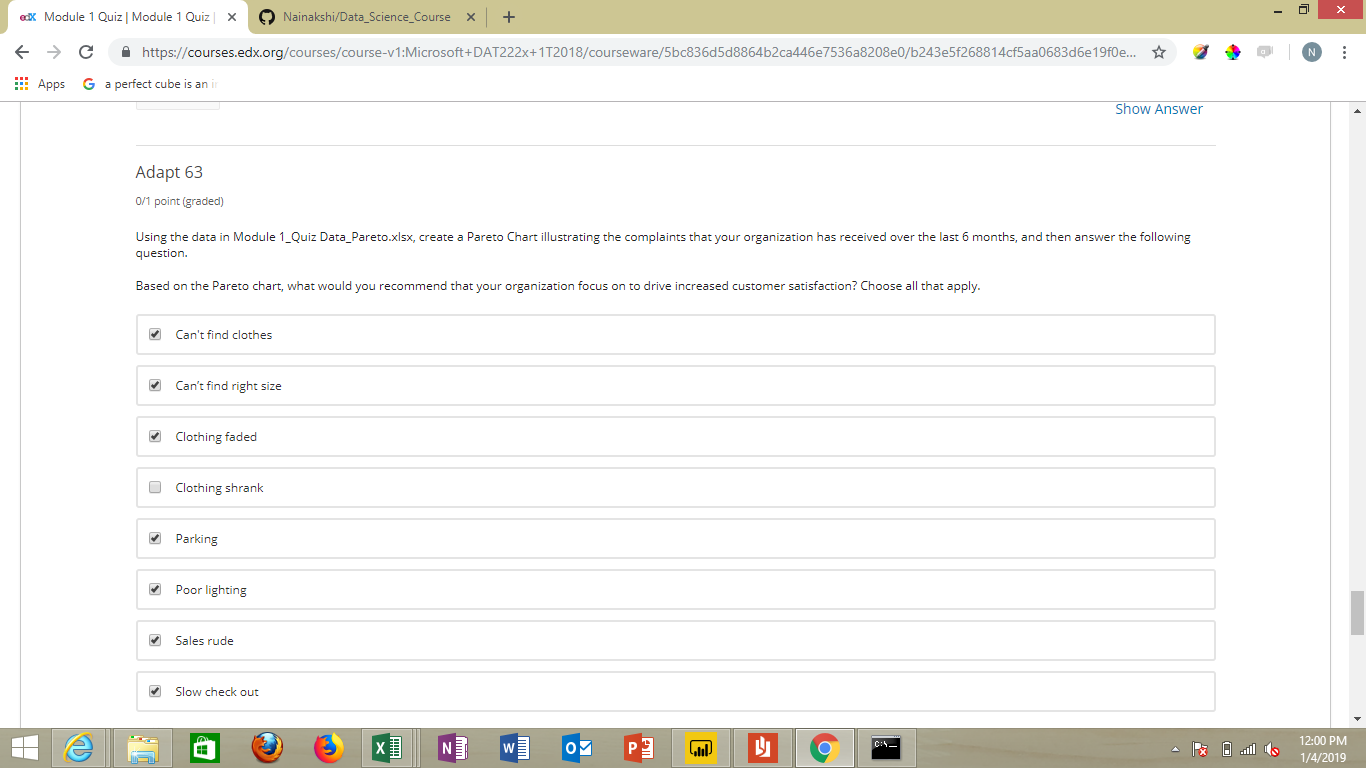 edX Module 1 Quiz | Module 1 Quiz |
Nainakshi/Data_Science_Course
https://courses.edx.org/courses/course-v1:Microsoft+DAT222x+1T2018/courseware/5bc836d5d8864b2ca446e7536a8208e0/b243e5f268814cf5aa0683d6e19f0e...
N
Apps
G a perfect cube is an i
Show Answer
Adapt 63
0/1 point (graded)
Using the data in Module 1_Quiz Data_Pareto.xlsx, create a Pareto Chart illustrating the complaints that your organization has received over the last 6 months, and then answer the following
question.
Based on the Pareto chart, what would you recommend that your organization focus on to drive increased customer satisfaction? Choose all that apply.
Can't find clothes
Can’t find right size
Clothing faded
Clothing shrank
Parking
Poor lighting
Sales rude
Slow check out
12:00 PM
1/4/2019